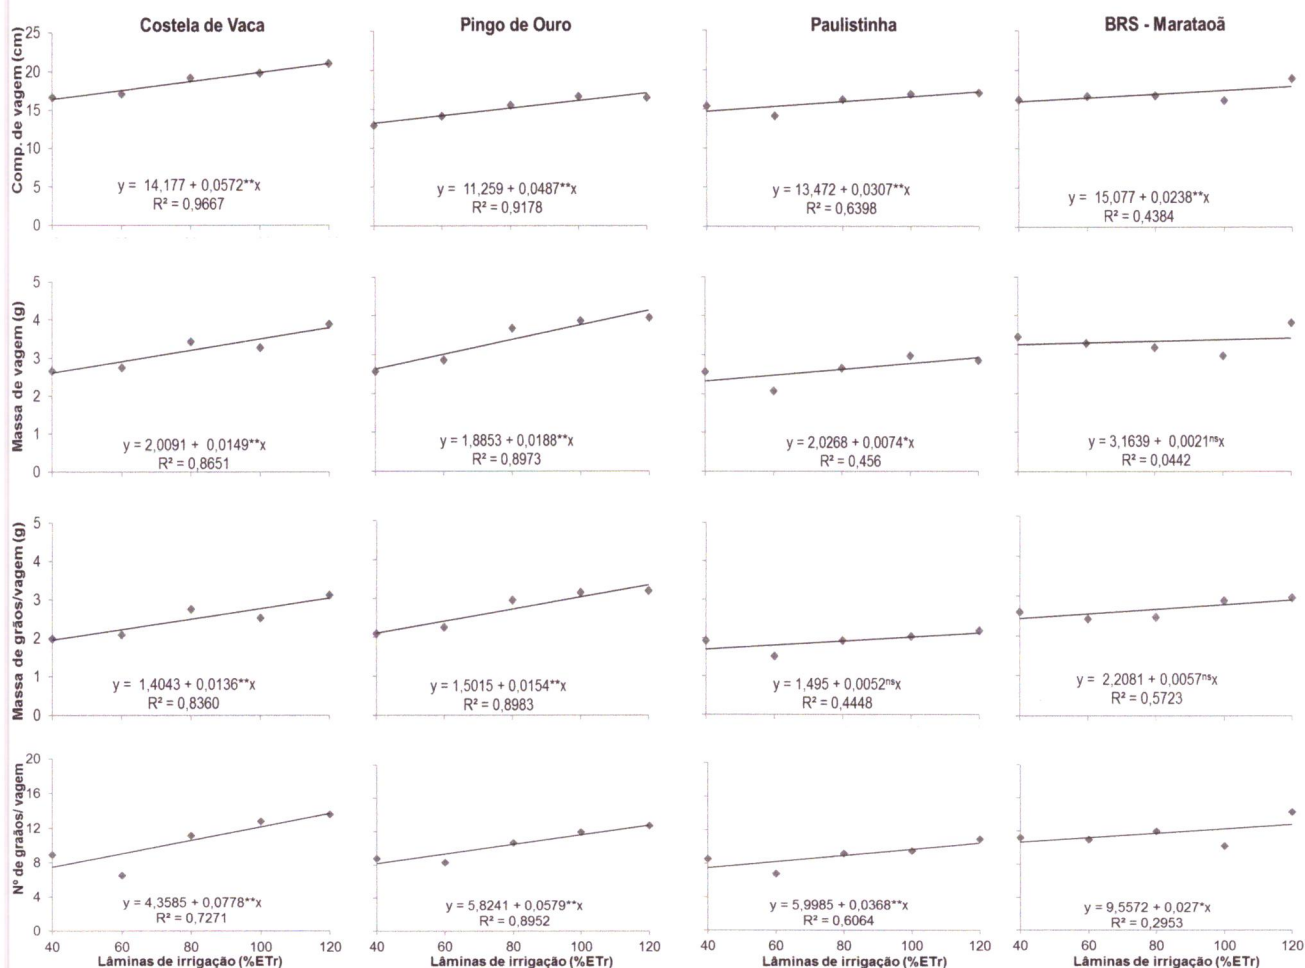 Costela de Vaca
Pingo de Ouro
Paulistinha
BRS - Marataoã
Comp. de vagem (cm)
25
20
15
10
5
0
y = 14,177 + 0,0572**x
R² = 0,9667
y = 11,259 + 0,0487**x
R² = 0,9178
y = 13,472 + 0,0307**x
R² = 0,6398
y = 15,077 + 0,0238**x
R² = 0,4384
Massa de vagem (g)
5
4
3
2
1
0
y = 2,0091 + 0,0149**x
R² = 0,8651
y = 1,8853 + 0,0188**x
R² = 0,8973
y = 2,0268 + 0,0074*x
R² = 0,456
y = 3,1639 + 0,0021ⁿˢx
R² = 0,0442
Massa de grãos/vagem (g)
5
4
3
2
1
0
y = 1,4043 + 0,0136**x
R² = 0,8360
y = 1,5015 + 0,0154**x
R² = 0,8983
y = 1,495 + 0,0052ⁿˢx
R² = 0,4448
y = 2,2081 + 0,0057ⁿˢx
R² = 0,5723
Nº de graãos/ vagem
20
16
12
8
4
0
y = 4,3585 + 0,0778**x
R² = 0,7271
y = 5,8241 + 0,0579**x
R² = 0,8952
y = 5,9985 + 0,0368**x
R² = 0,6064
y = 9,5572 + 0,027*x
R² = 0,2953
40 60 80 100 120
40 60 80 100 120
40 60 80 100 120
40 60 80 100 120
Lâminas de irrigação (%ETr)
Lâminas de irrigação (%ETr)
Lâminas de irrigação (%ETr)
Lâminas de irrigação (%ETr)